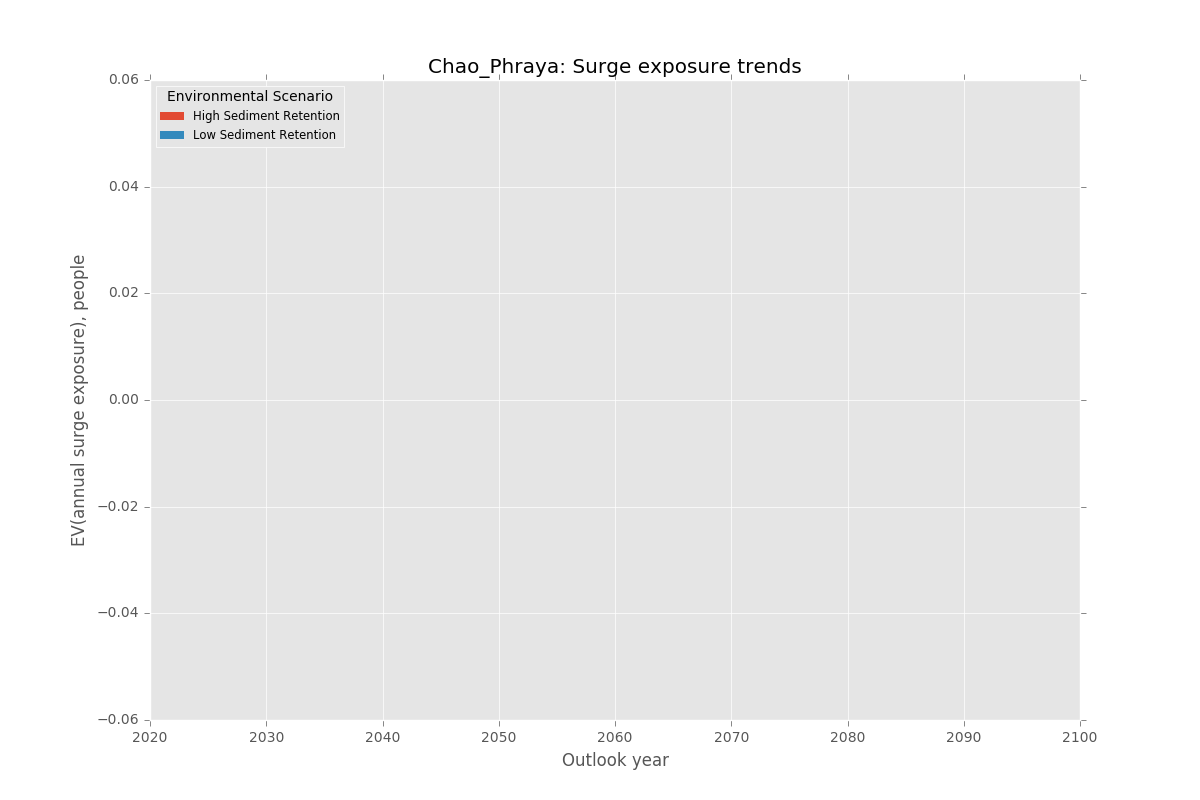 Chao_Phraya: Surge exposure trends
Environmental Scenario
High Sediment Retention
Low Sediment Retention
EV(annual surge exposure), people
0.06
0.04
0.02
0.00
−0.02
−0.04
−0.06
2020 2030 2040 2050 2060 2070 2080 2090 2100
Outlook year